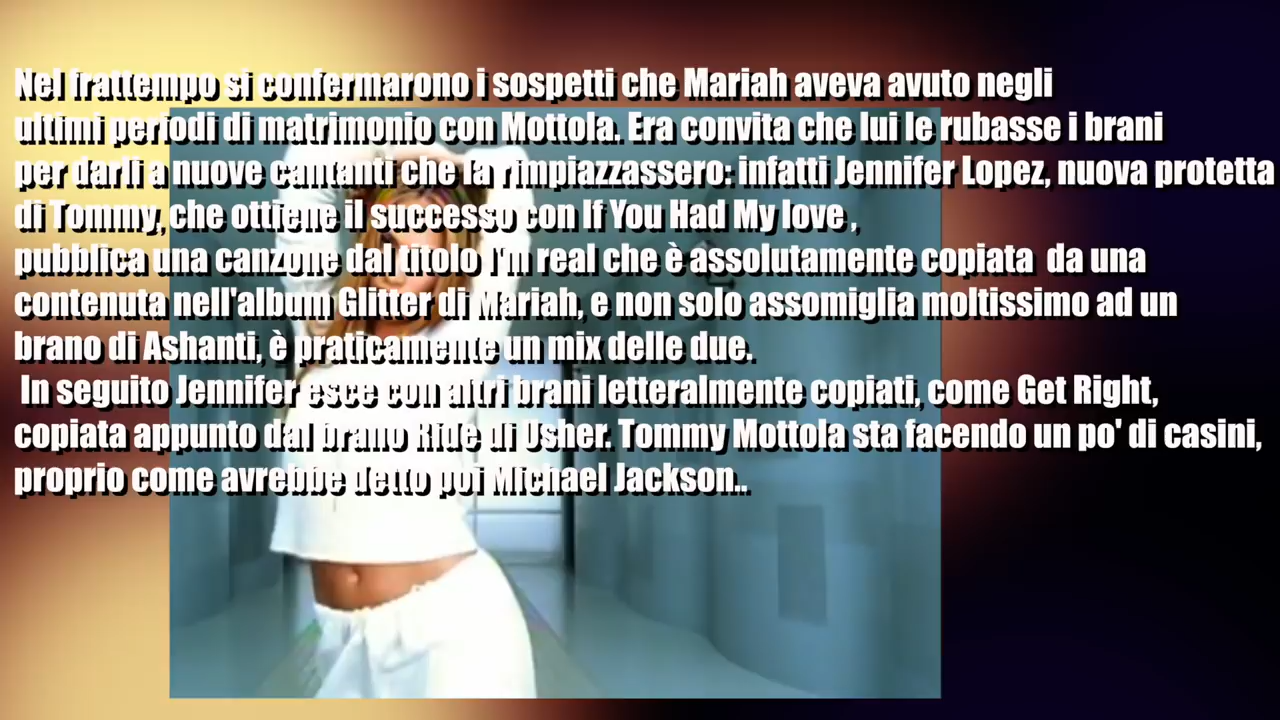 Nel frattempo si confermarono i sospetti che Mariah aveva avuto negli
ultimi periodi di matrimonio con Mottola. Era convita che lui le rubasse i brani
per darli a nuove cantanti che la rimpiazzassero: infatti Jennifer Lopez, nuova protetta
di Tommy, che ottiene il successo con If You Had My love ,
pubblica una canzone dal titolo I'm real che è assolutamente copiata da una
contenuta nell'album Glitter di Mariah, e non solo assomiglia moltissimo ad un
brano di Ashanti, è praticamente un mix delle due.
In seguito Jennifer esce con altri brani letteralmente copiati, come Get Right,
copiata appunto dal brano Ride di Usher. Tommy Mottola sta facendo un po' di casini,
proprio come avrebbe detto poi Michael Jackson..